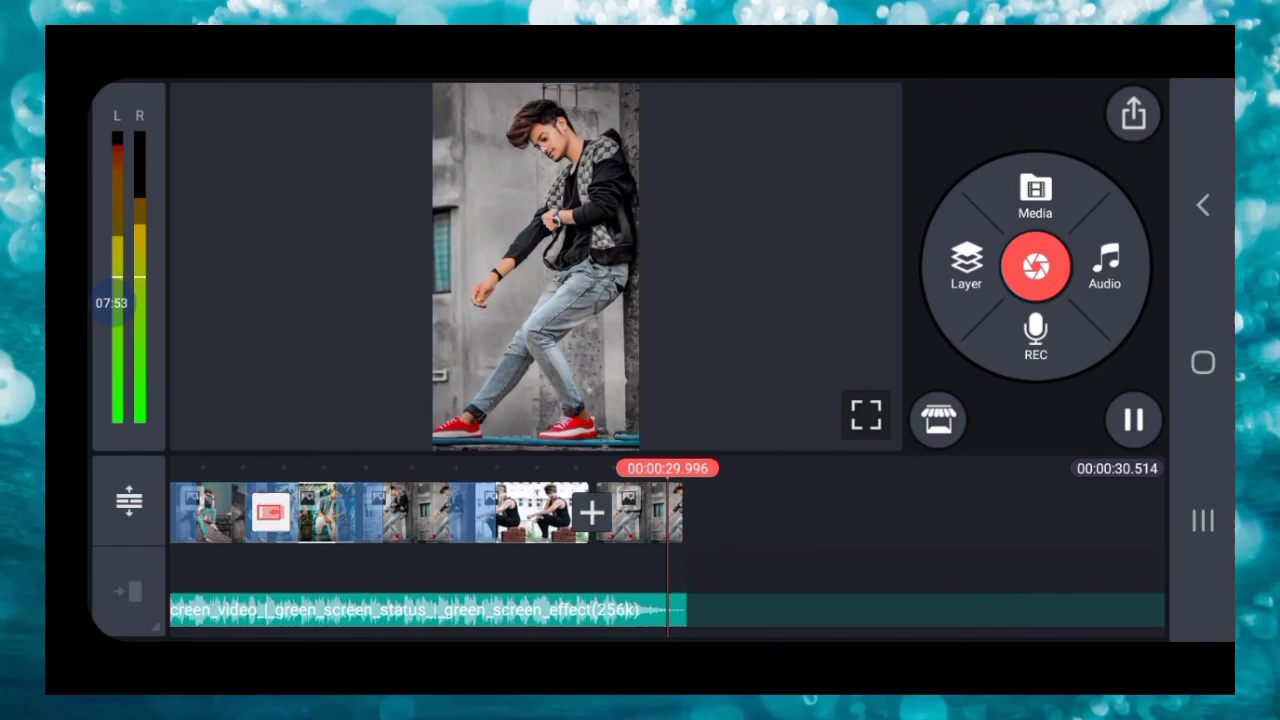 L R
Media
Layer
Audio
07:53
REC
00:00:29.996
00:00:30.514
creen_video_|_green_screen_status_|_green_screen_effect(256k)